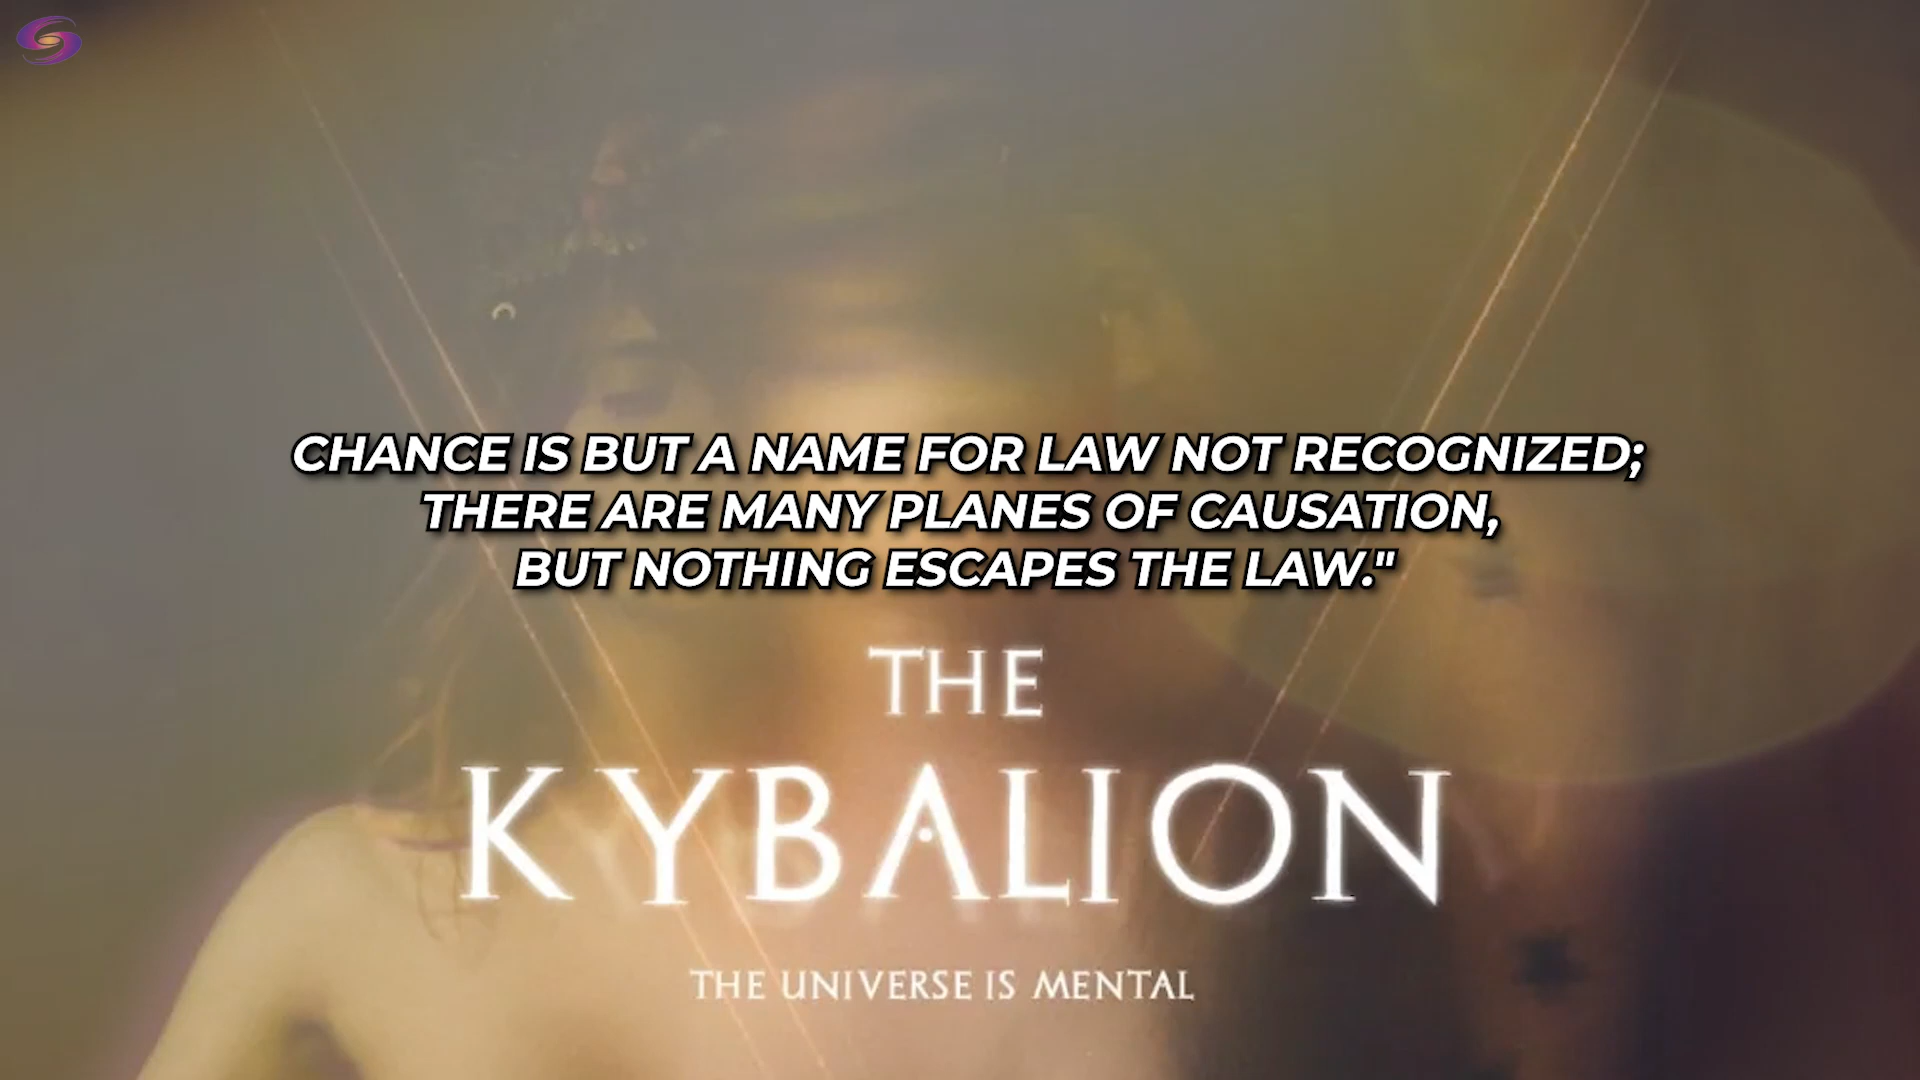 CHANCE IS BUT A NAME FOR LAW NOT RECOGNIZED;
THERE ARE MANY PLANES OF CAUSATION,
BUT NOTHING ESCAPES THE LAW."
THE
KYBALION
THE UNIVERSE IS MENTAL